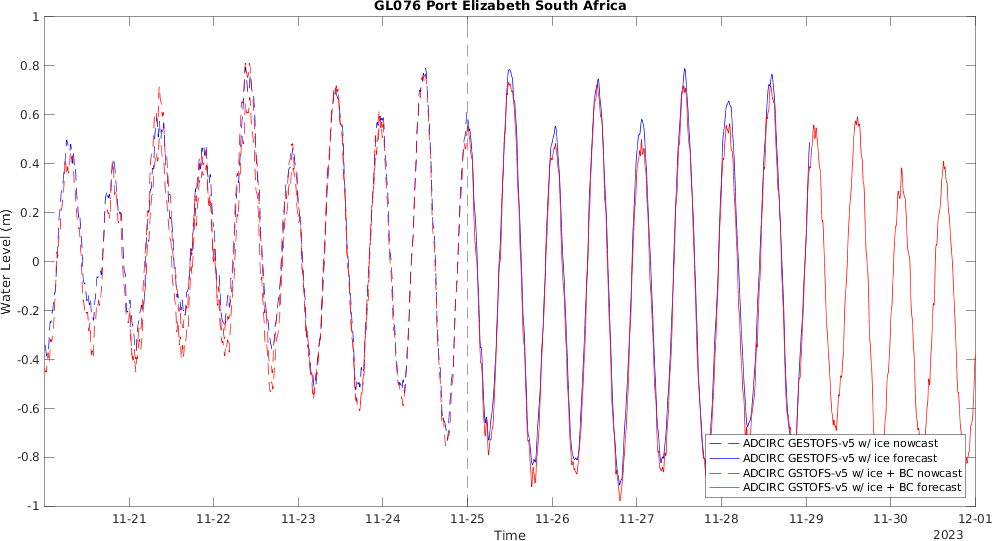 GL076 Port Elizabeth South Africa
1
0.8
0.6
0.4
0.2
0
-0.2
-0.4
-0.6
-0.8
-1
Water Level (m)
ADCIRC GESTOFS-v5 w/ ice nowcast
ADCIRC GESTOFS-v5 w/ ice forecast
ADCIRC GSTOFS-v5 w/ ice + BC nowcast
ADCIRC GSTOFS-v5 w/ ice + BC forecast
11-21 11-22 11-23 11-24 11-25 11-26 11-27 11-28 11-29 11-30 12-01
Time
2023